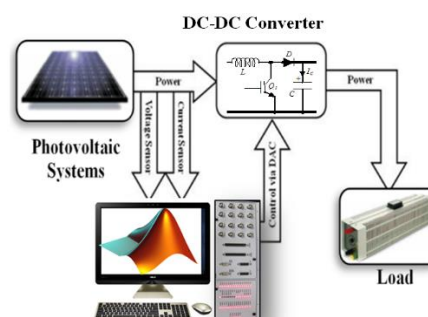 DC-DC Converter
Power
L
D
C
Power
Photovoltaic
Systems
Voltage Sensor
Current Sensor
Control via DAC
Load